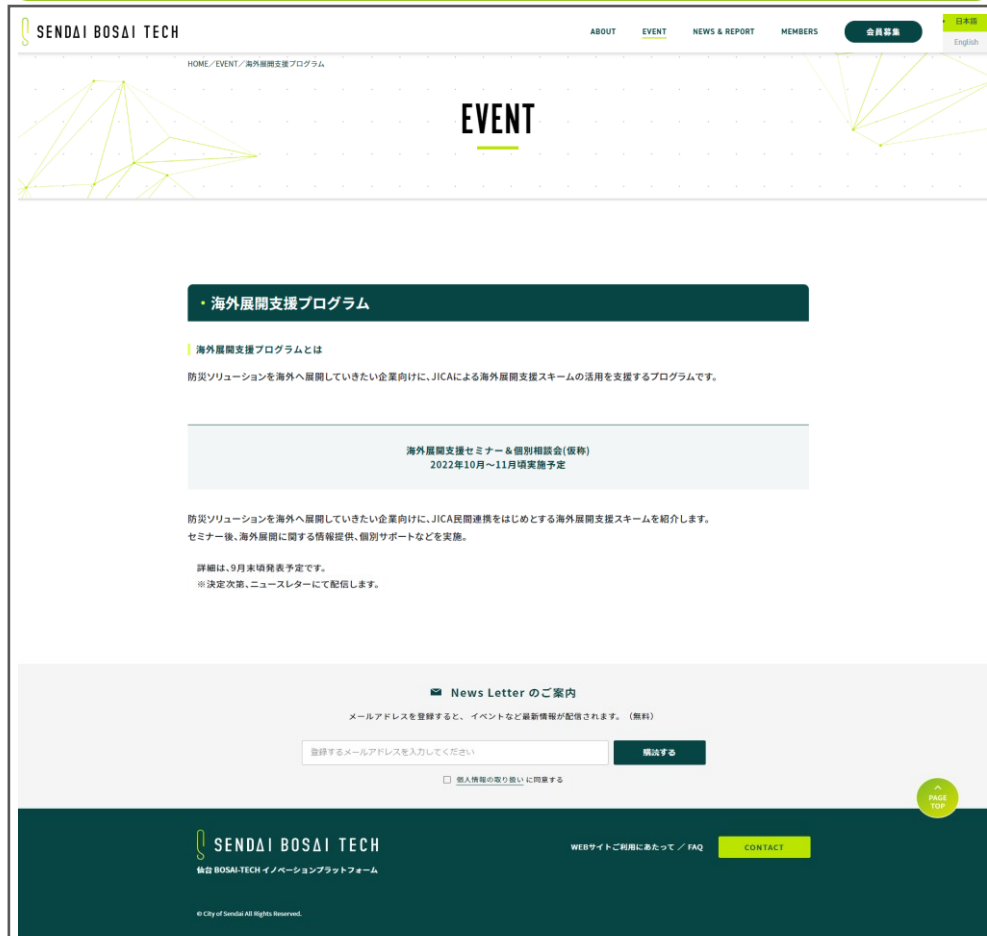 SENDAI BOSAI TECH
ABOUT
EVENT
NEWS & REPORT
MEMBERS
会員募集
日本語
English
HOME／EVENT／海外展開支援プログラム
EVENT
・海外展開支援プログラム
海外展開支援プログラムとは
防災ソリューションを海外へ展開していきたい企業向けに、JICAによる海外展開支援スキームの活用を支援するプログラムです。
海外展開支援セミナー＆個別相談会(仮称)
2022年10月～11月頃実施予定
防災ソリューションを海外へ展開していきたい企業向けに、JICA民間連携をはじめとする海外展開支援スキームを紹介します。
セミナー後、海外展開に関する情報提供、個別サポートなどを実施。
詳細は、9月末頃発表予定です。
※決定次第、ニュースレターにて配信します。
News Letter のご案内
メールアドレスを登録すると、 イベントなど最新情報が配信されます。（無料）
登録するメールアドレスを入力してください
購読する
個人情報の取り扱い に同意する
PAGE
TOP
SENDAI BOSAI TECH
仙台 BOSAI-TECH イノベーションプラットフォーム
WEBサイトご利用にあたって ／ FAQ
CONTACT
© City of Sendai All Rights Reserved.